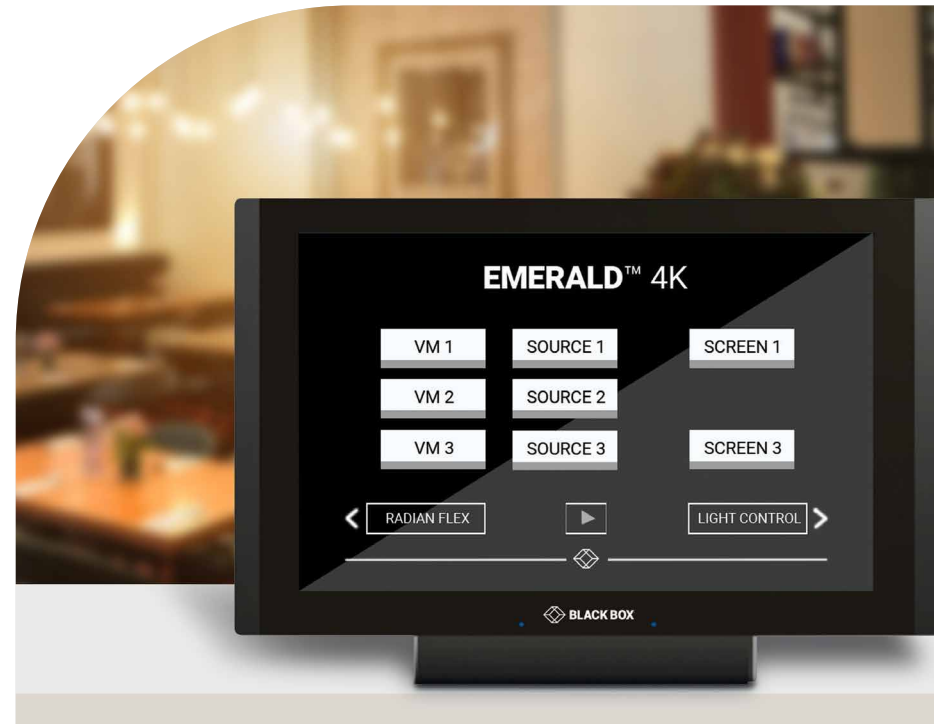 EMERALD™ 4K
VM 1 SOURCE 1 SCREEN 1
VM 2 SOURCE 2
VM 3 SOURCE 3 SCREEN 3
RADIAN FLEX LIGHT CONTROL
BLACK BOX